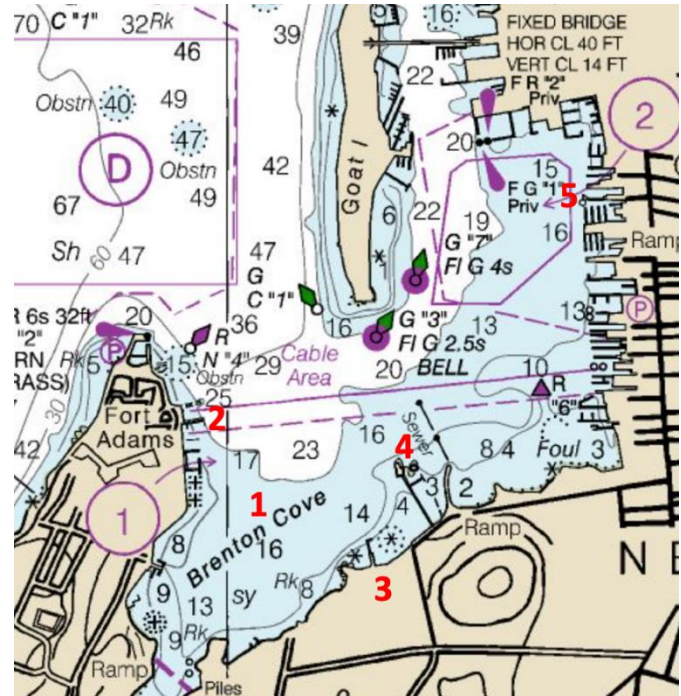 70 C "1" 32 Rk
46
39
16
22
FIXED BRIDGE
HOR CL 40 FT
VERT CL 14 FT
F R "2"
Priv
Obstn 40 49
47
Obstn
42
20
2
D
49
Goat I
15
F G "1"
Priv
5
16
67
Sh 47
60
6
22
19
G "7"
Fl G 4s
Ramp
47
G
C "1"
R 6s 32ft
"2"
20
36
R
N "4"
Obstn
16
G "3"
Fl G 2.5s
BELL
13
13
P
P
Rk 5
15
29
Cable
Area
20
10
R
"6"
30
25
Fort
Adams
2
42
17
23
16
Sewer
4
8 4
Foul
3
1
1
Brenton Cove
14
4
3
2
8
16
Ramp
N E
9
13
sy
Rk
8
3
9
Rk
Ramp
Piles